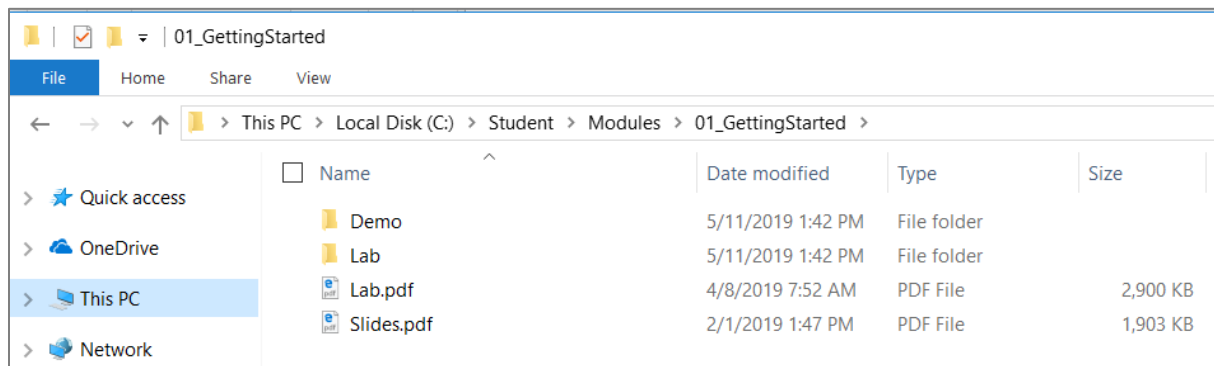 01_GettingStarted
File Home Share View
This PC > Local Disk (C:) > Student > Modules > 01_GettingStarted >
Name Date modified Type Size
Quick access
Demo 5/11/2019 1:42 PM File folder
OneDrive
Lab 5/11/2019 1:42 PM File folder
This PC
Lab.pdf 4/8/2019 7:52 AM PDF File 2,900 KB
Slides.pdf 2/1/2019 1:47 PM PDF File 1,903 KB
Network